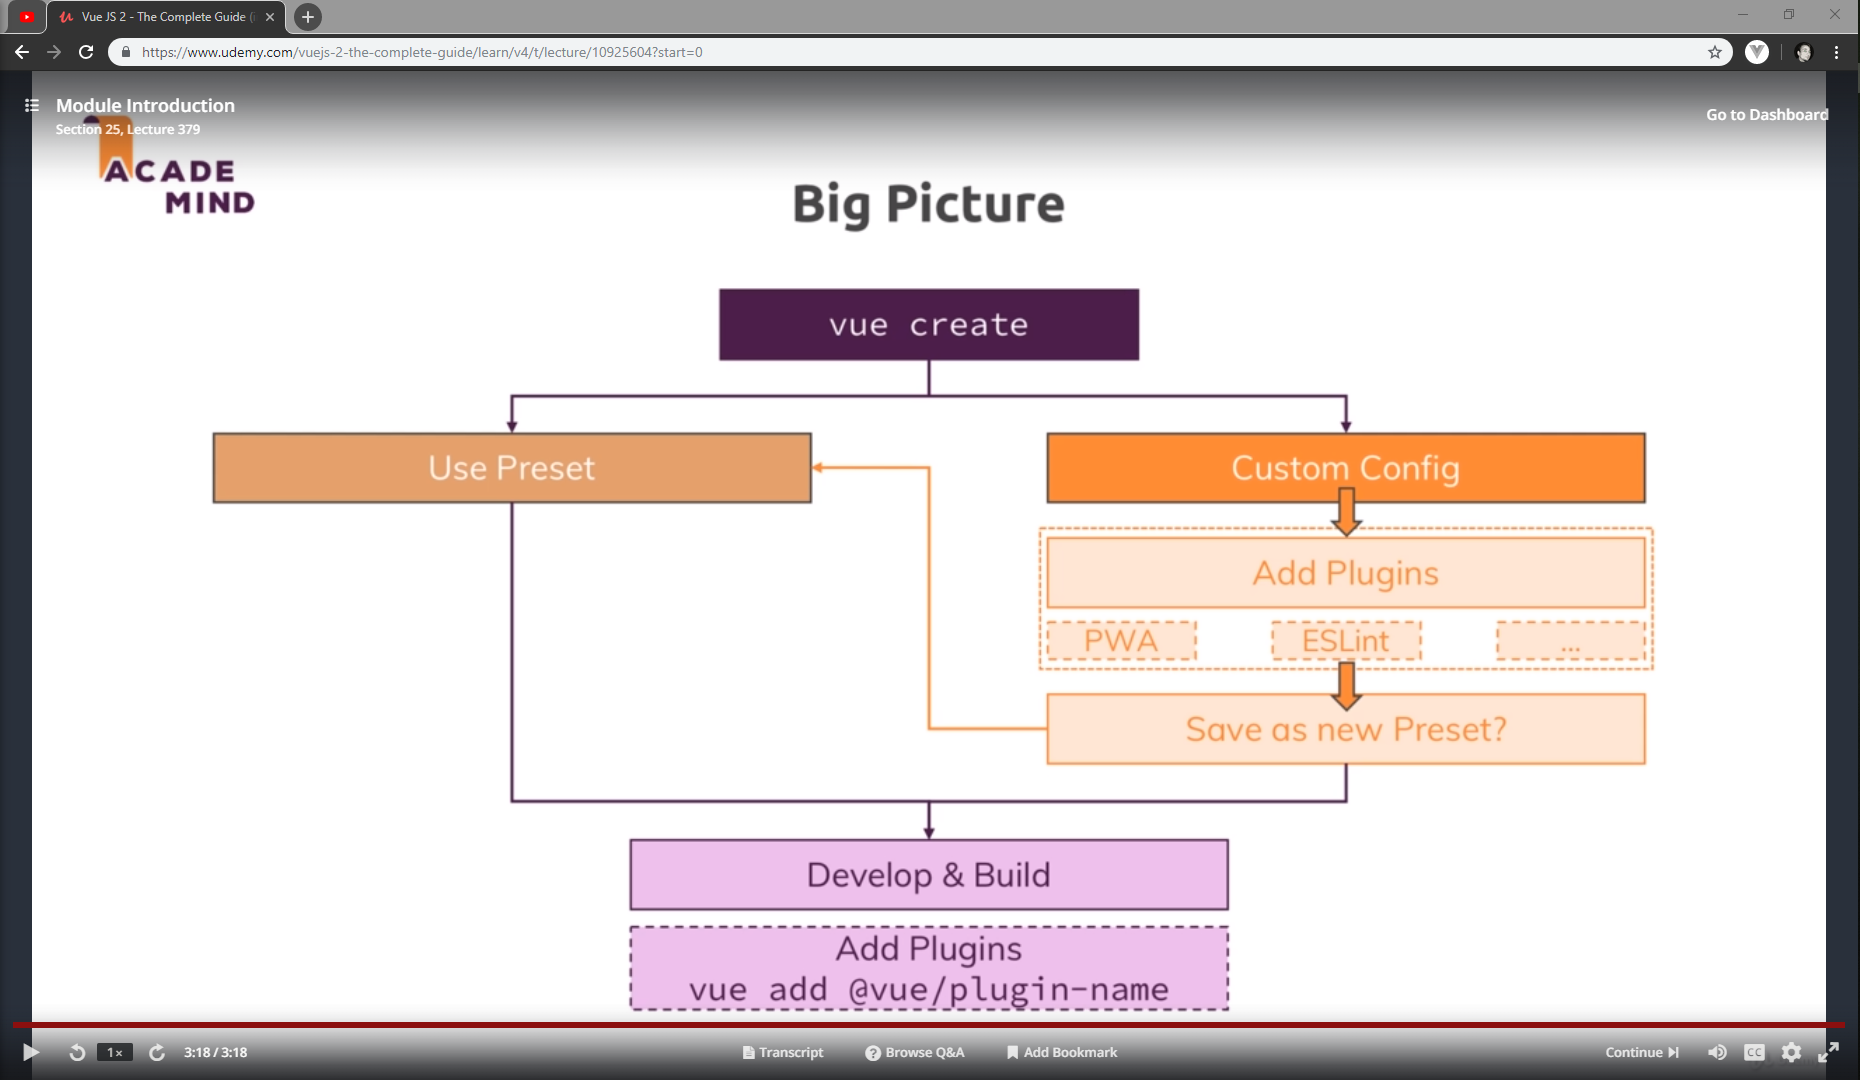 Vue JS 2 - The Complete Guide (i
https://www.udemy.com/vuejs-2-the-complete-guide/learn/v4/t/lecture/10925604?start=0
Module Introduction
Section 25, Lecture 379
Go to Dashboard
ACADE
MIND
Big Picture
vue create
Use Preset
Custom Config
Add Plugins
PWA
ESLint
...
Save as new Preset?
Develop & Build
Add Plugins
vue add @vue/plugin-name
1x
3:18 / 3:18
Transcript
Browse Q&A
Add Bookmark
Continue
CC